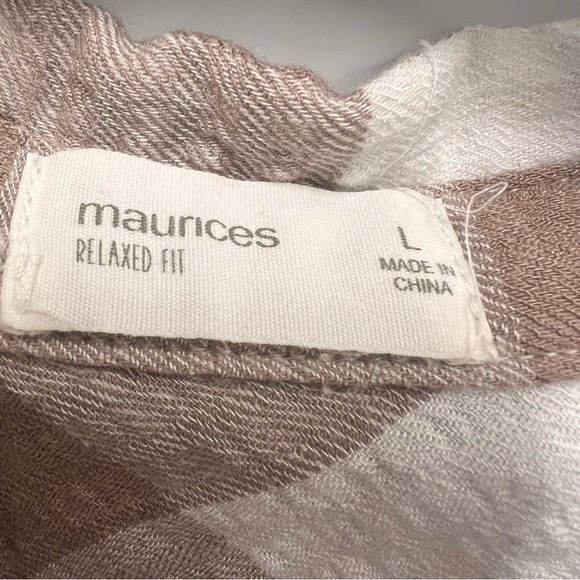 maurices
RELAXED FIT
L
MADE IN
CHINA